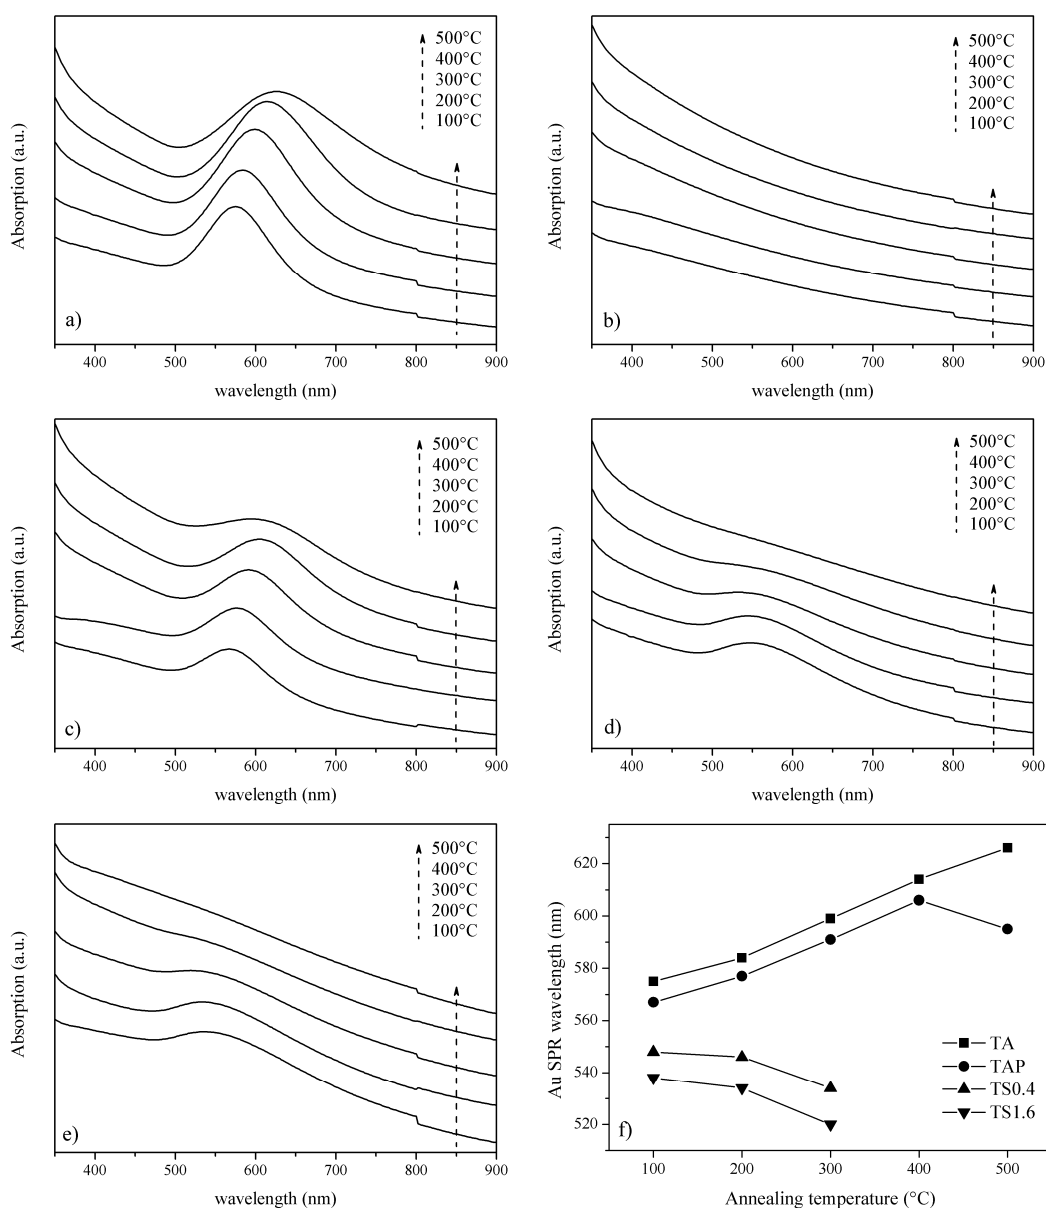 500°C
400°C
300°C
200°C
100°C
Absorption (a.u.)
a)
400 500 600 700 800 900
wavelength (nm)
500°C
400°C
300°C
200°C
100°C
Absorption (a.u.)
b)
400 500 600 700 800 900
wavelength (nm)
500°C
400°C
300°C
200°C
100°C
Absorption (a.u.)
c)
400 500 600 700 800 900
wavelength (nm)
500°C
400°C
300°C
200°C
100°C
Absorption (a.u.)
d)
400 500 600 700 800 900
wavelength (nm)
500°C
400°C
300°C
200°C
100°C
Absorption (a.u.)
e)
400 500 600 700 800 900
wavelength (nm)
620
600
580
560
540
520
Au SPR wavelength (nm)
TA
TAP
TS0.4
TS1.6
f)
100 200 300 400 500
Annealing temperature (°C)